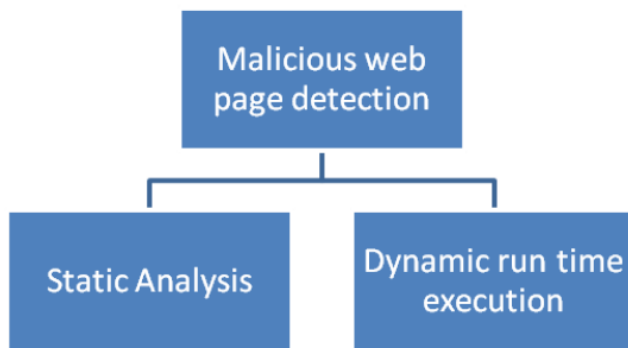 Malicious web
page detection
Static Analysis
Dynamic run time
execution